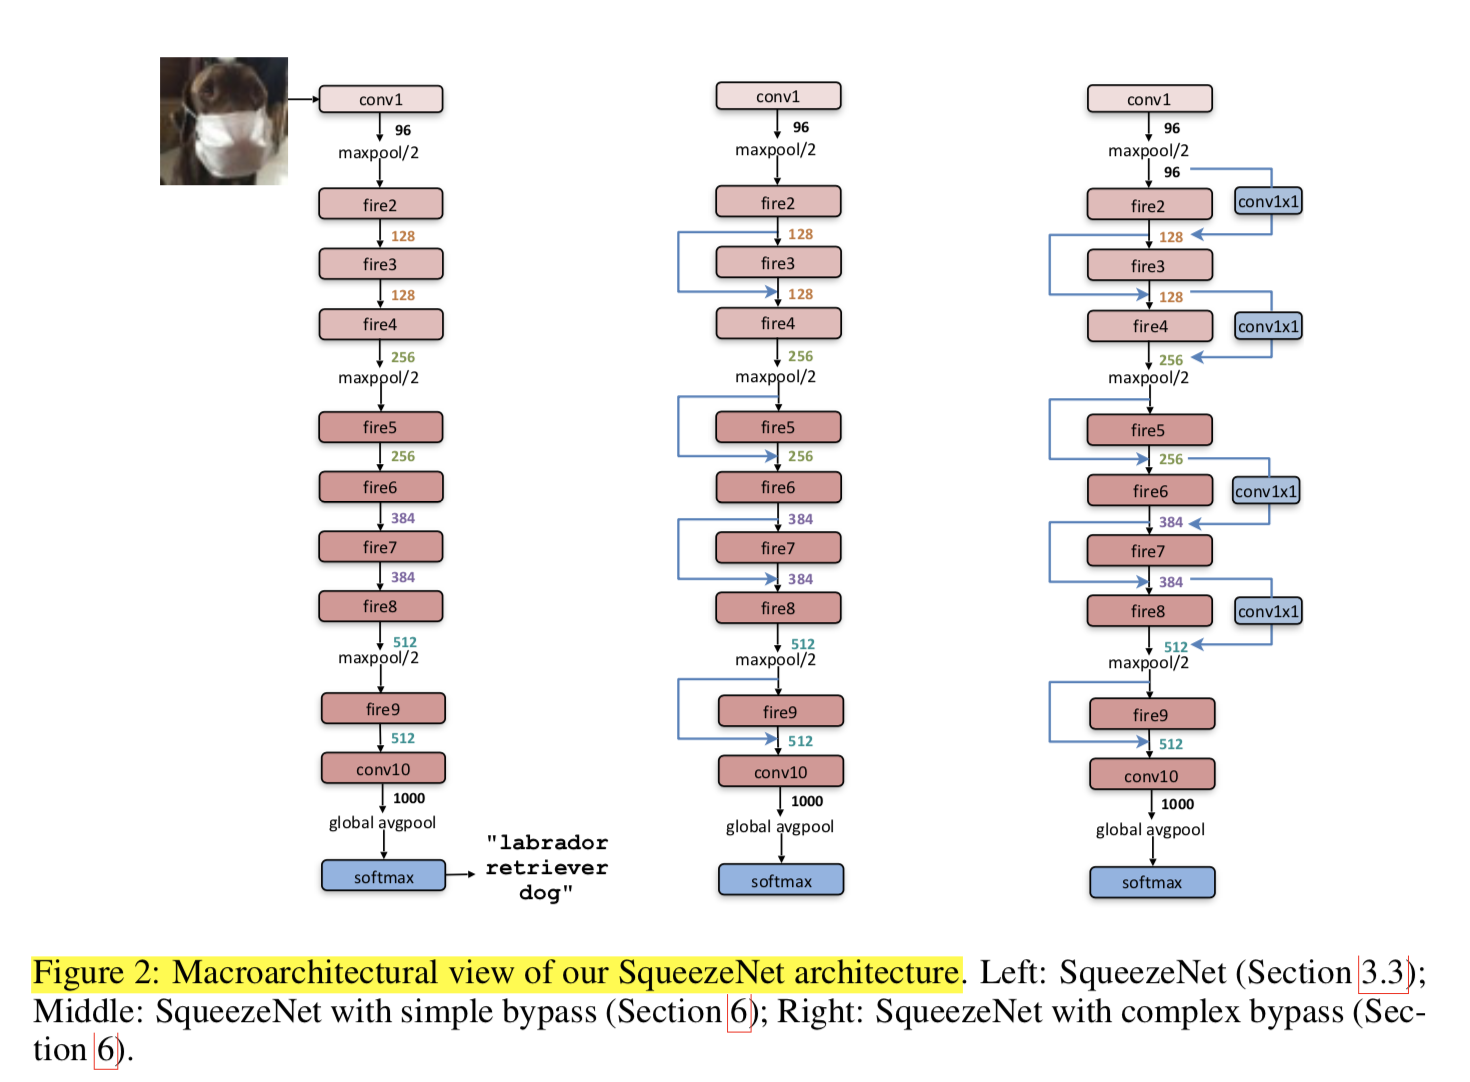 conv1
96
maxpool/2
fire2
128
fire3
128
fire4
256
maxpool/2
fire5
256
fire6
384
fire7
384
fire8
512
maxpool/2
fire9
512
conv10
1000
global avgpool
softmax
"labrador
retriever
dog"
conv1
96
maxpool/2
fire2
128
fire3
128
fire4
256
maxpool/2
fire5
256
fire6
384
fire7
384
fire8
512
maxpool/2
fire9
512
conv10
1000
global avgpool
softmax
conv1
96
maxpool/2
96
conv1x1
fire2
128
fire3
128
conv1x1
fire4
256
maxpool/2
fire5
256
conv1x1
fire6
384
fire7
384
conv1x1
fire8
512
maxpool/2
fire9
512
conv10
1000
global avgpool
softmax
Figure 2: Macroarchitectural view of our SqueezeNet architecture. Left: SqueezeNet (Section 3.3);
Middle: SqueezeNet with simple bypass (Section 6); Right: SqueezeNet with complex bypass (Sec-
tion 6).